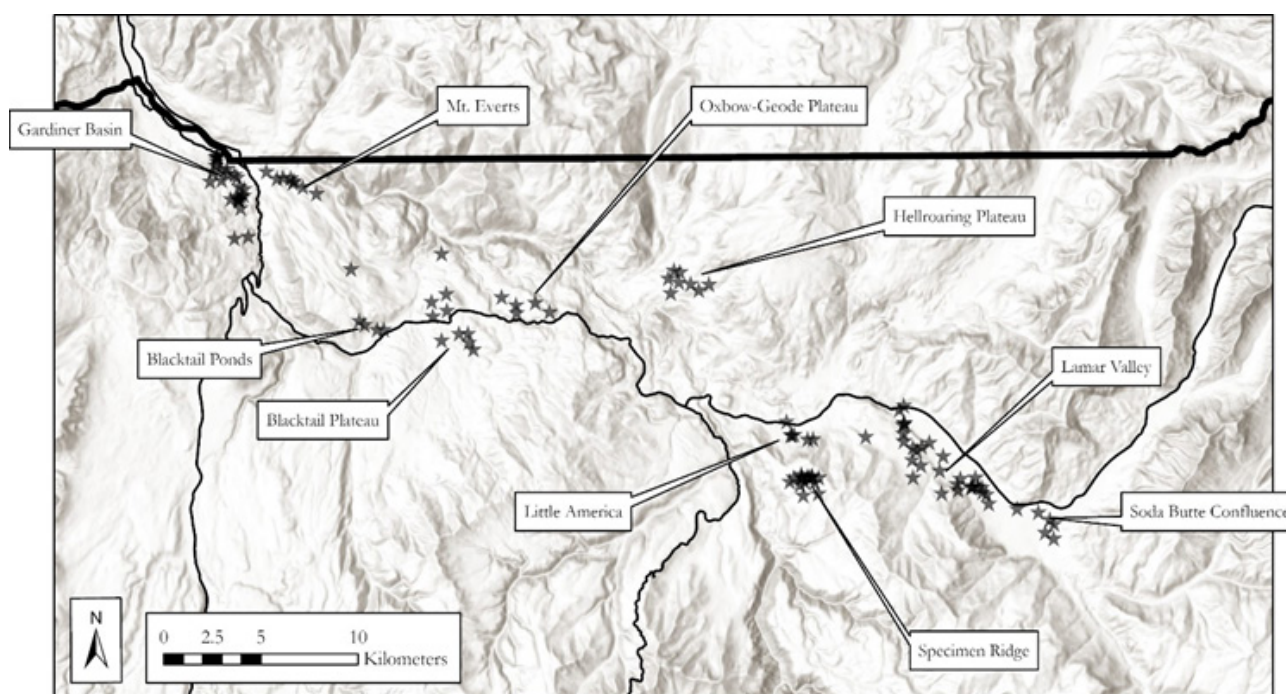 Mt. Everts
Oxbow-Geode Plateau
Gardiner Basin
Hellroaring Plateau
Blacktail Ponds
Lamar Valley
Blacktail Plateau
Little America
Soda Butte Confluence
Specimen Ridge
N
0 2.5 5 10
Kilometers